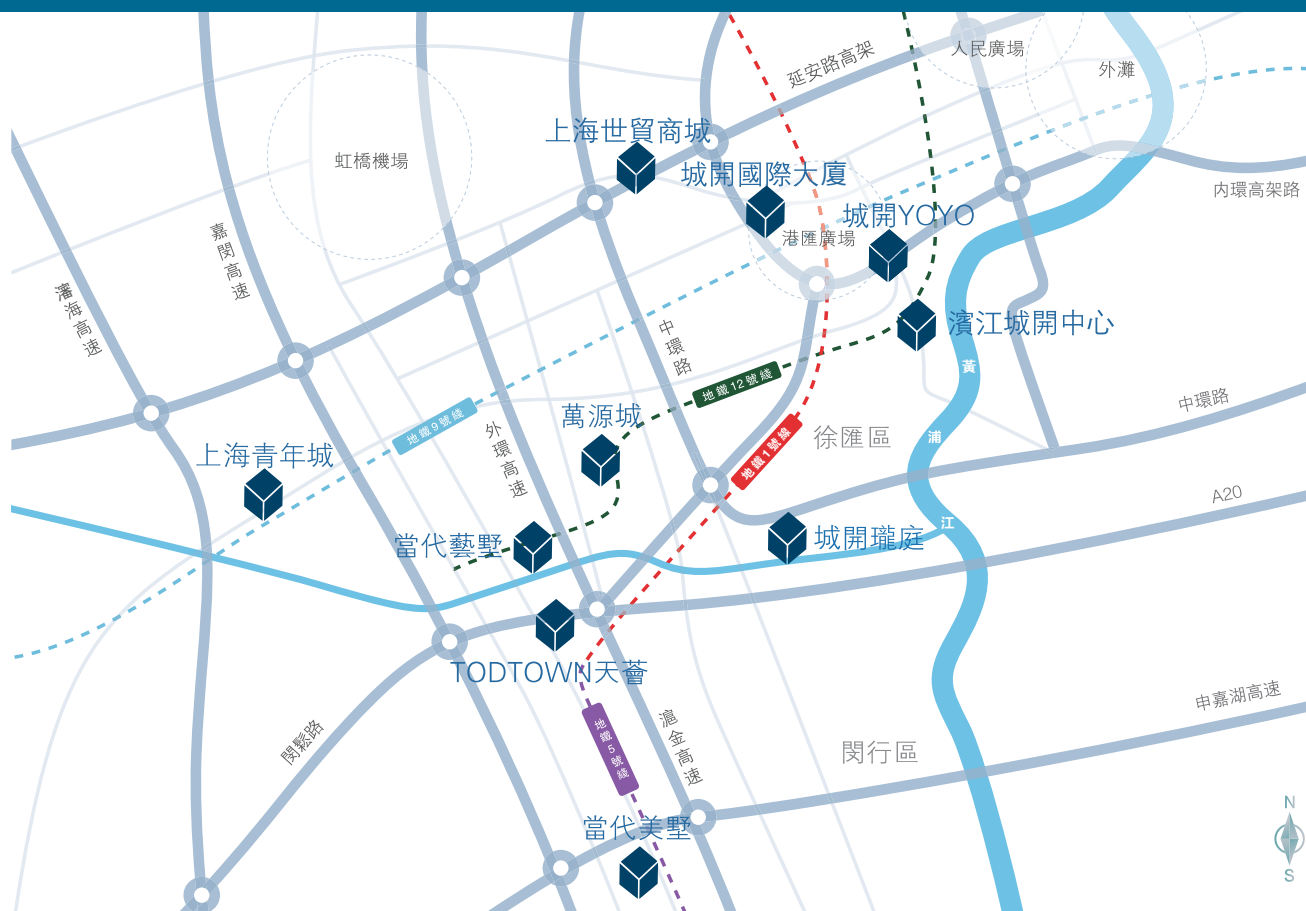 人民廣場
延安路高架
外灘
上海世貿商城
虹橋機場
城開國際大廈
内環高架路
城開YOYO
港匯廣場
嘉閔高速
瀋海高速
濱江城開中心
中環路
黃浦江
地鐵12號綫
地鐵9號綫
中環路
萬源城
外環高速
徐匯區
地鐵1號線
上海青年城
A20
當代藝墅
城開瓏庭
TODTOWN天薈
申嘉湖高速
閔鬆路
地鐵5號綫
滬金高速
閔行區
當代美墅
N
S